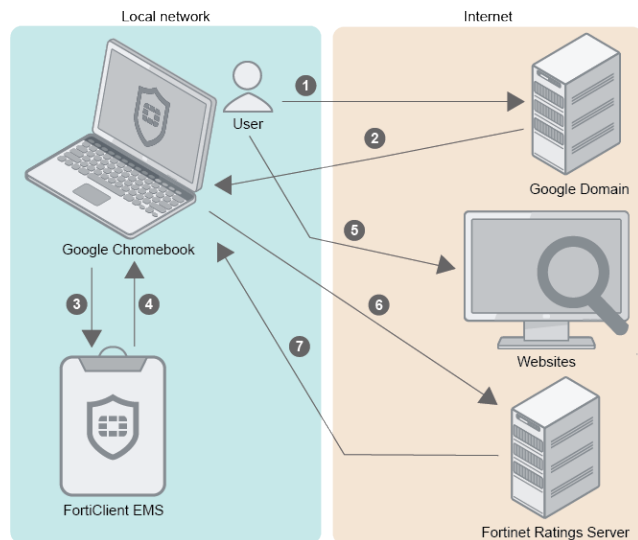 Local network
Internet
1
User
2
Google Domain
Google Chromebook
5
3
4
6
7
Websites
FortiClient EMS
Fortinet Ratings Server